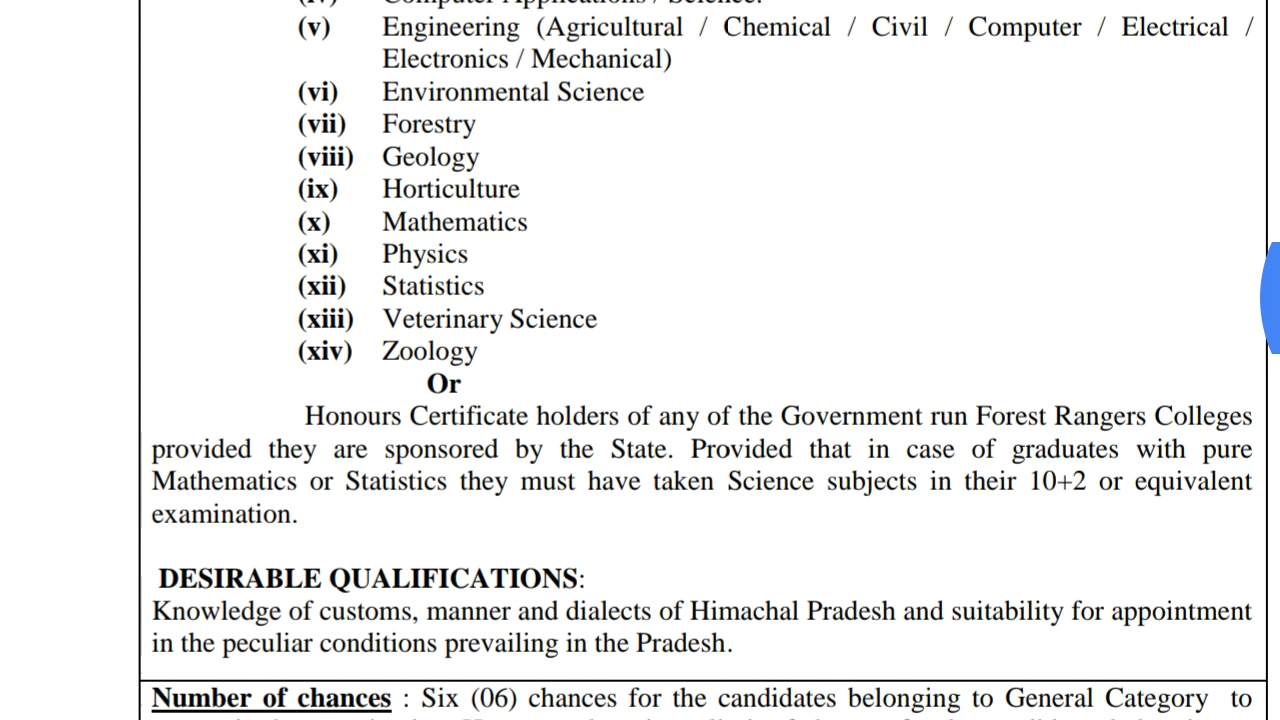 (iv) Computer Applications / Science.
(v) Engineering (Agricultural / Chemical / Civil / Computer / Electrical /
Electronics / Mechanical)
(vi) Environmental Science
(vii) Forestry
(viii) Geology
(ix) Horticulture
(x) Mathematics
(xi) Physics
(xii) Statistics
(xiii) Veterinary Science
(xiv) Zoology
Or
Honours Certificate holders of any of the Government run Forest Rangers Colleges
provided they are sponsored by the State. Provided that in case of graduates with pure
Mathematics or Statistics they must have taken Science subjects in their 10+2 or equivalent
examination.
DESIRABLE QUALIFICATIONS:
Knowledge of customs, manner and dialects of Himachal Pradesh and suitability for appointment
in the peculiar conditions prevailing in the Pradesh.
Number of chances : Six (06) chances for the candidates belonging to General Category to